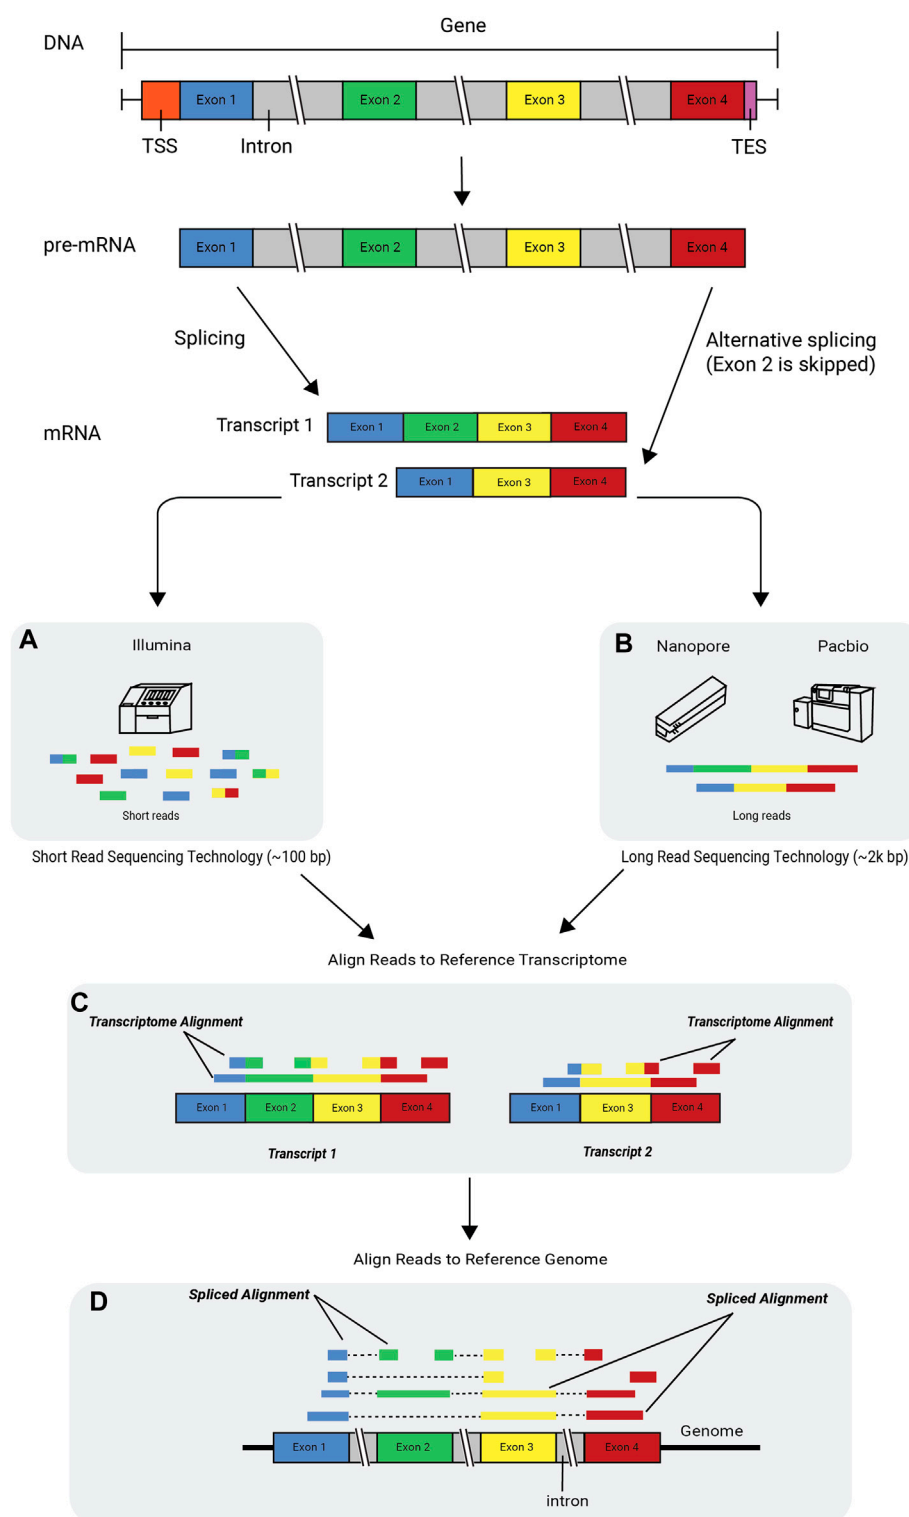 Gene
DNA
Exon 1
Exon 2
Exon 3
Exon 4
TSS
Intron
TES
pre-mRNA
Exon 1
Exon 2
Exon 3
Exon 4
Splicing
Alternative splicing
(Exon 2 is skipped)
mRNA
Transcript 1
Exon 1
Exon 2
Exon 3
Exon 4
Transcript 2
Exon 1
Exon 3
Exon 4
A
Illumina
Short reads
Short Read Sequencing Technology (~100 bp)
B
Nanopore
Pacbio
Long reads
Long Read Sequencing Technology (~2k bp)
Align Reads to Reference Transcriptome
C
Transcriptome Alignment
Transcriptome Alignment
Exon 1
Exon 2
Exon 3
Exon 4
Transcript 1
Exon 1
Exon 3
Exon 4
Transcript 2
Align Reads to Reference Genome
D
Spliced Alignment
Spliced Alignment
Exon 1
Exon 2
Exon 3
Exon 4
Genome
intron